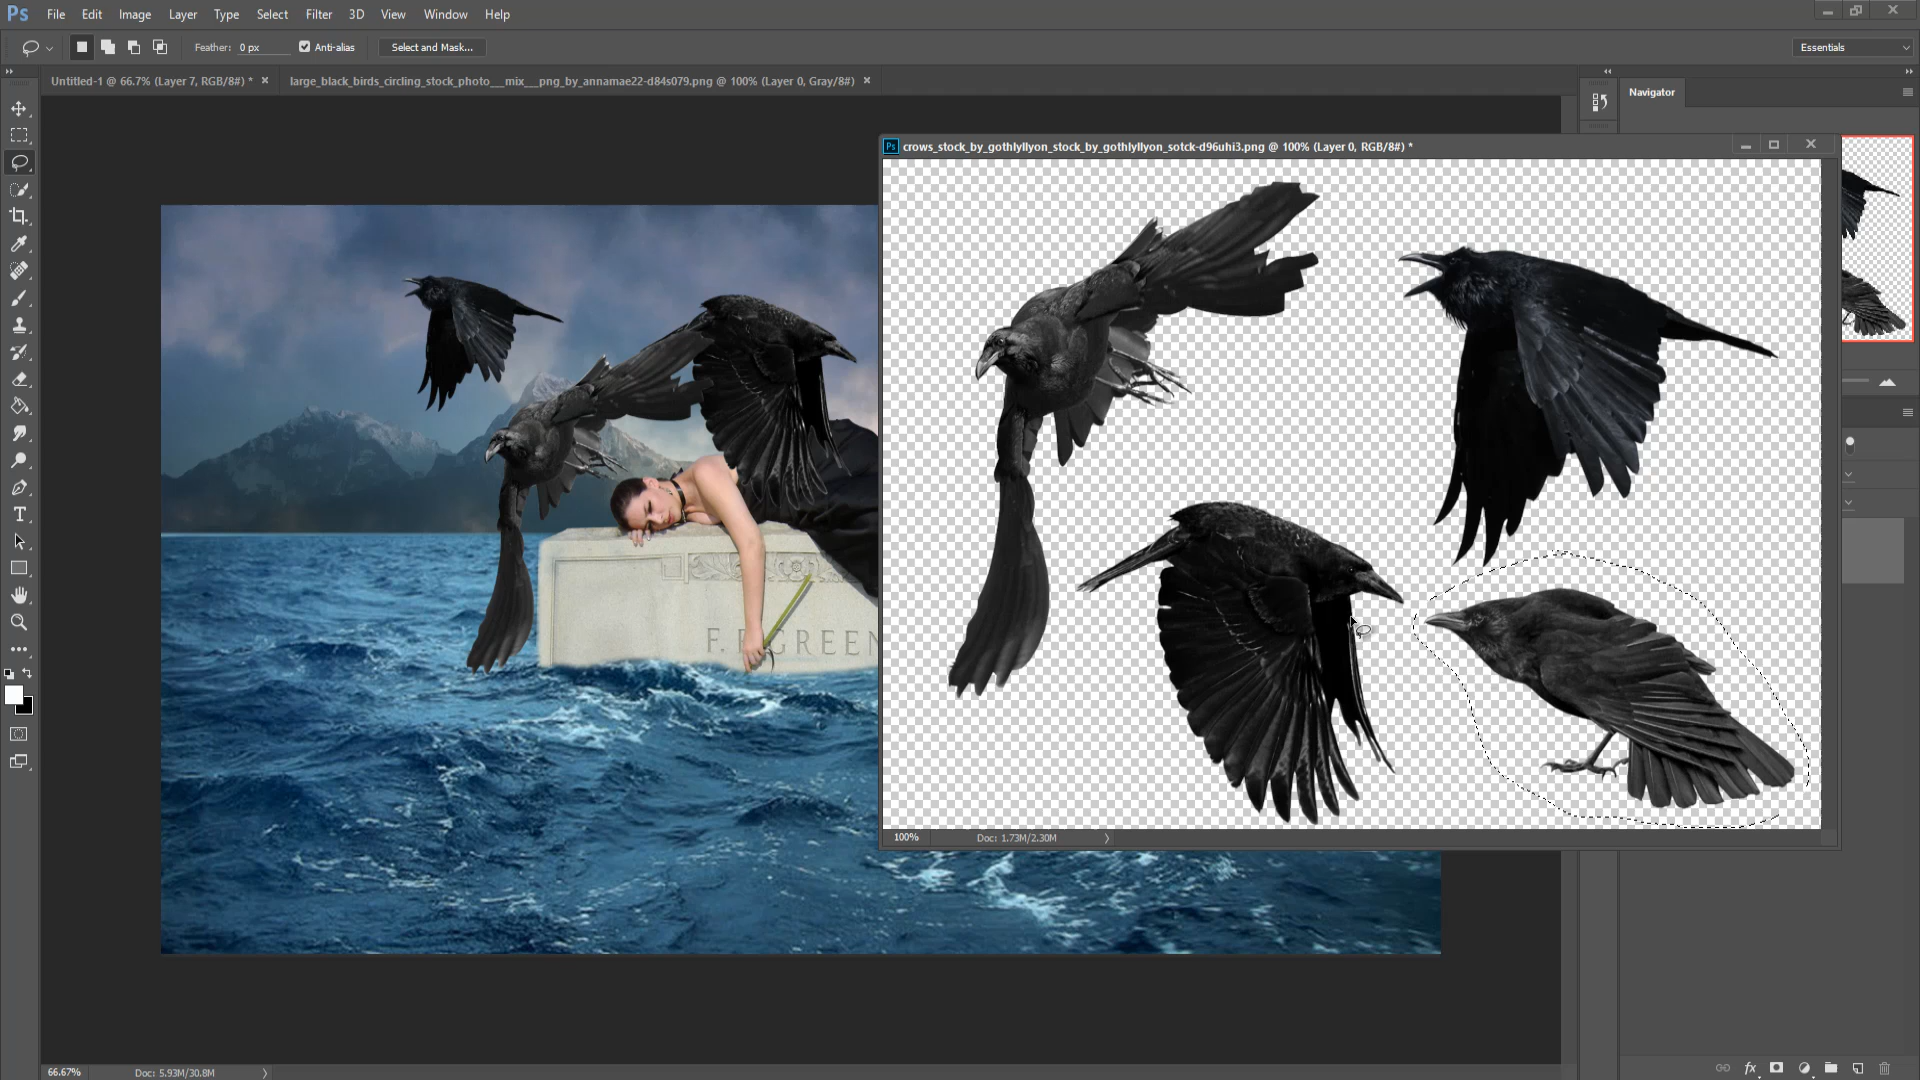 Ps File Edit Image Layer Type Select Filter 3D View Window Help
Feather: 0 px Anti-alias Select and Mask... Essentials
Untitled-1 @ 66.7% (Layer 7, RGB/8#) * × large_black_birds_circling_stock_photo__mix__png_by_annamae22-d84s079.png @ 100% (Layer 0, Gray/8#) ×
Navigator
Ps crows_stock_by_gothlyllyon_stock_by_gothlyllyon_sotck-d96uhi3.png @ 100% (Layer 0, RGB/8#) *
F. B. GREEN
100% Doc: 1.73M/2.30M
66.67% Doc: 5.93M/30.8M
fx